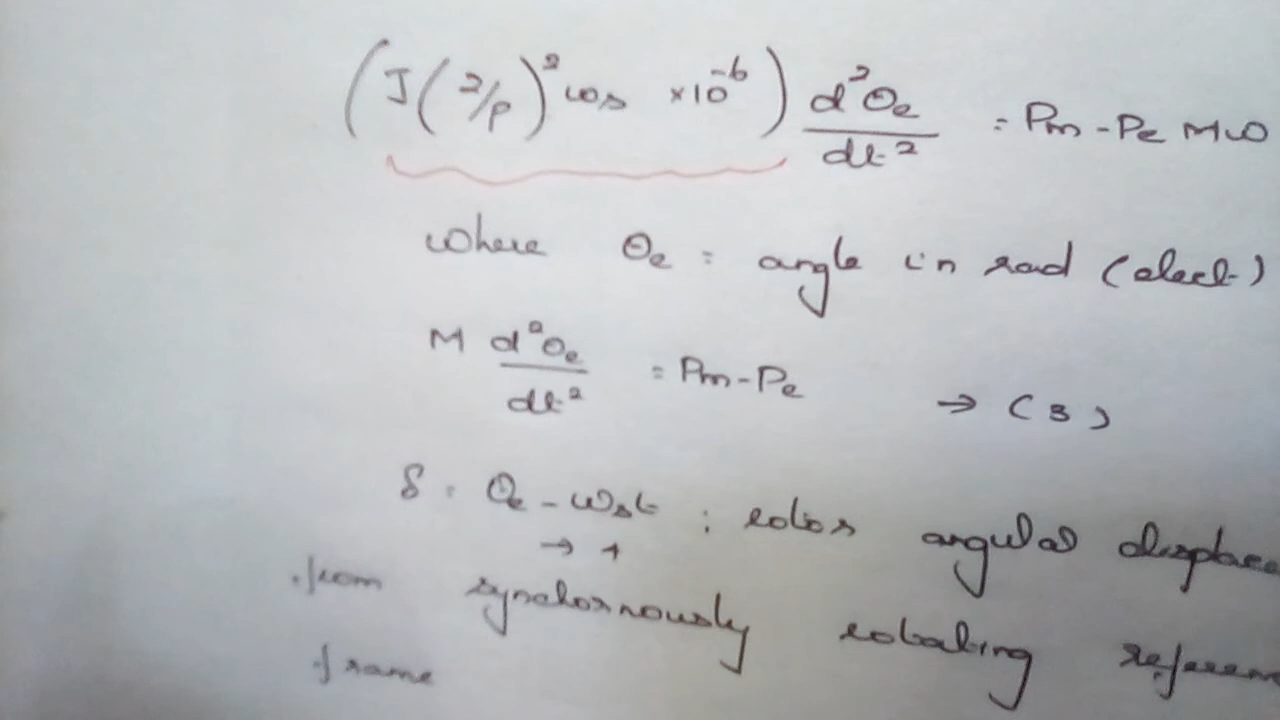 (J(2/P)² ωs ×10⁻⁶) d²θe/dt² = Pm - Pe MW
where θe = angle in rad (elect)
M d²θe/dt² = Pm - Pe → (3)
δ = θe - ωst ; rotor angular displace
→ 4
from synchornously rotating referen
frame